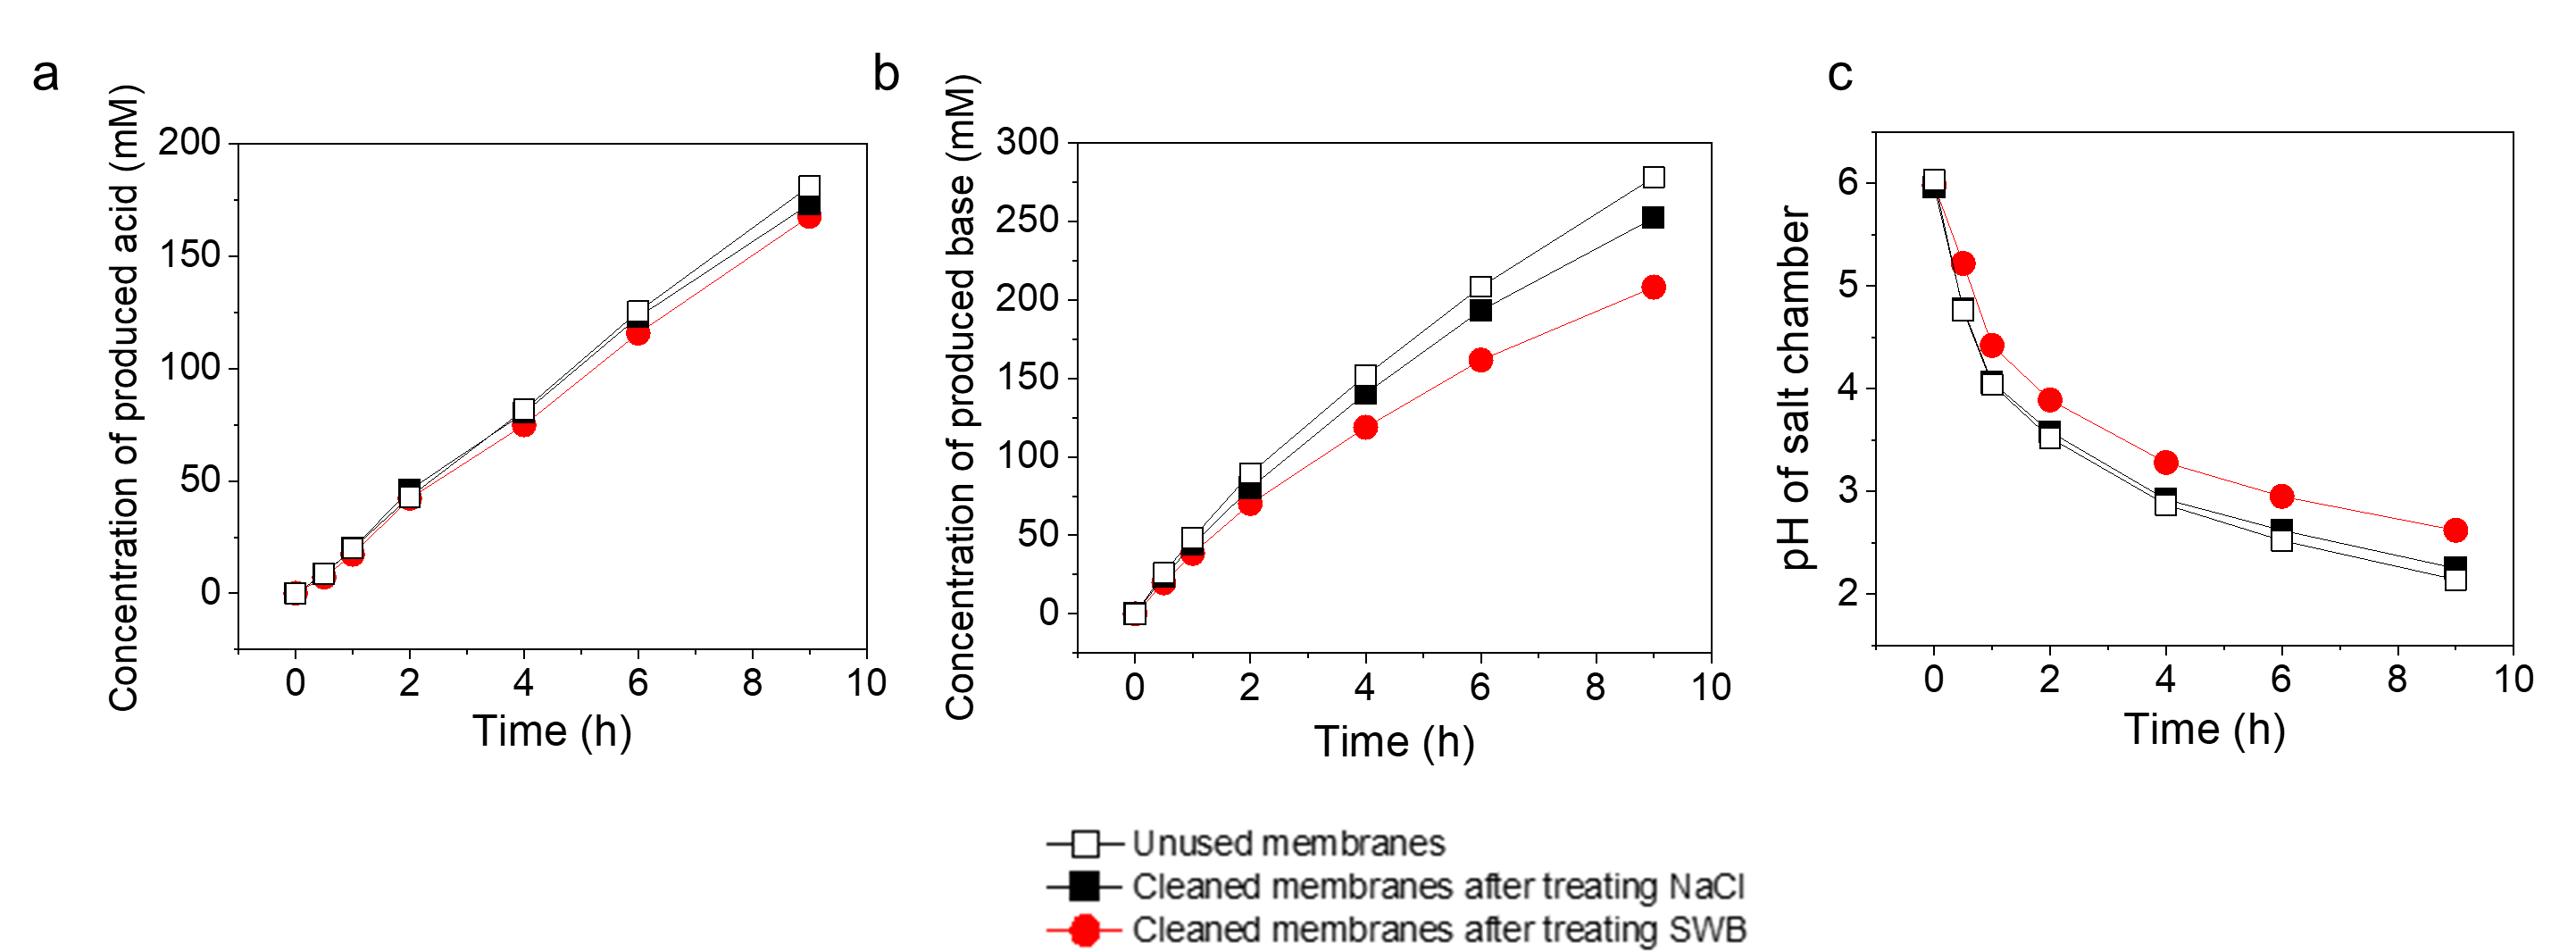 a
Concentration of produced acid (mM)
200
150
100
50
0
0 2 4 6 8 10
Time (h)
b
Concentration of produced base (mM)
300
250
200
150
100
50
0
0 2 4 6 8 10
Time (h)
c
pH of salt chamber
6
5
4
3
2
0 2 4 6 8 10
Time (h)
Unused membranes
Cleaned membranes after treating NaCl
Cleaned membranes after treating SWB